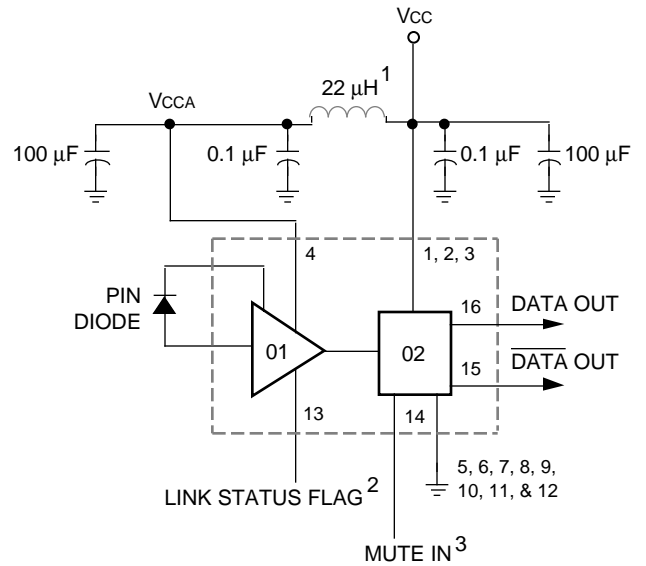 VCC
22 µH1
VCCA
100 µF
0.1 µF
0.1 µF
100 µF
4
1, 2, 3
PIN
DIODE
01
02
16
DATA OUT
15
DATA OUT
13
14
5, 6, 7, 8, 9,
10, 11, & 12
LINK STATUS FLAG2
MUTE IN3